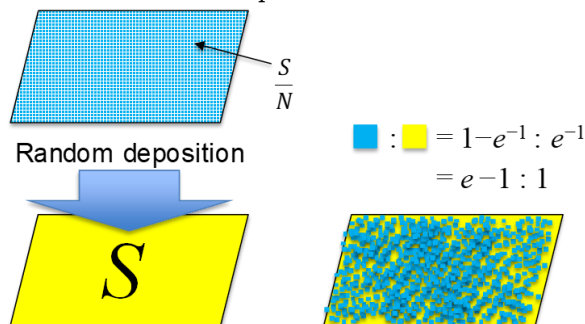 S
N
Random deposition
S
: = 1−e⁻¹ : e⁻¹
= e−1 : 1